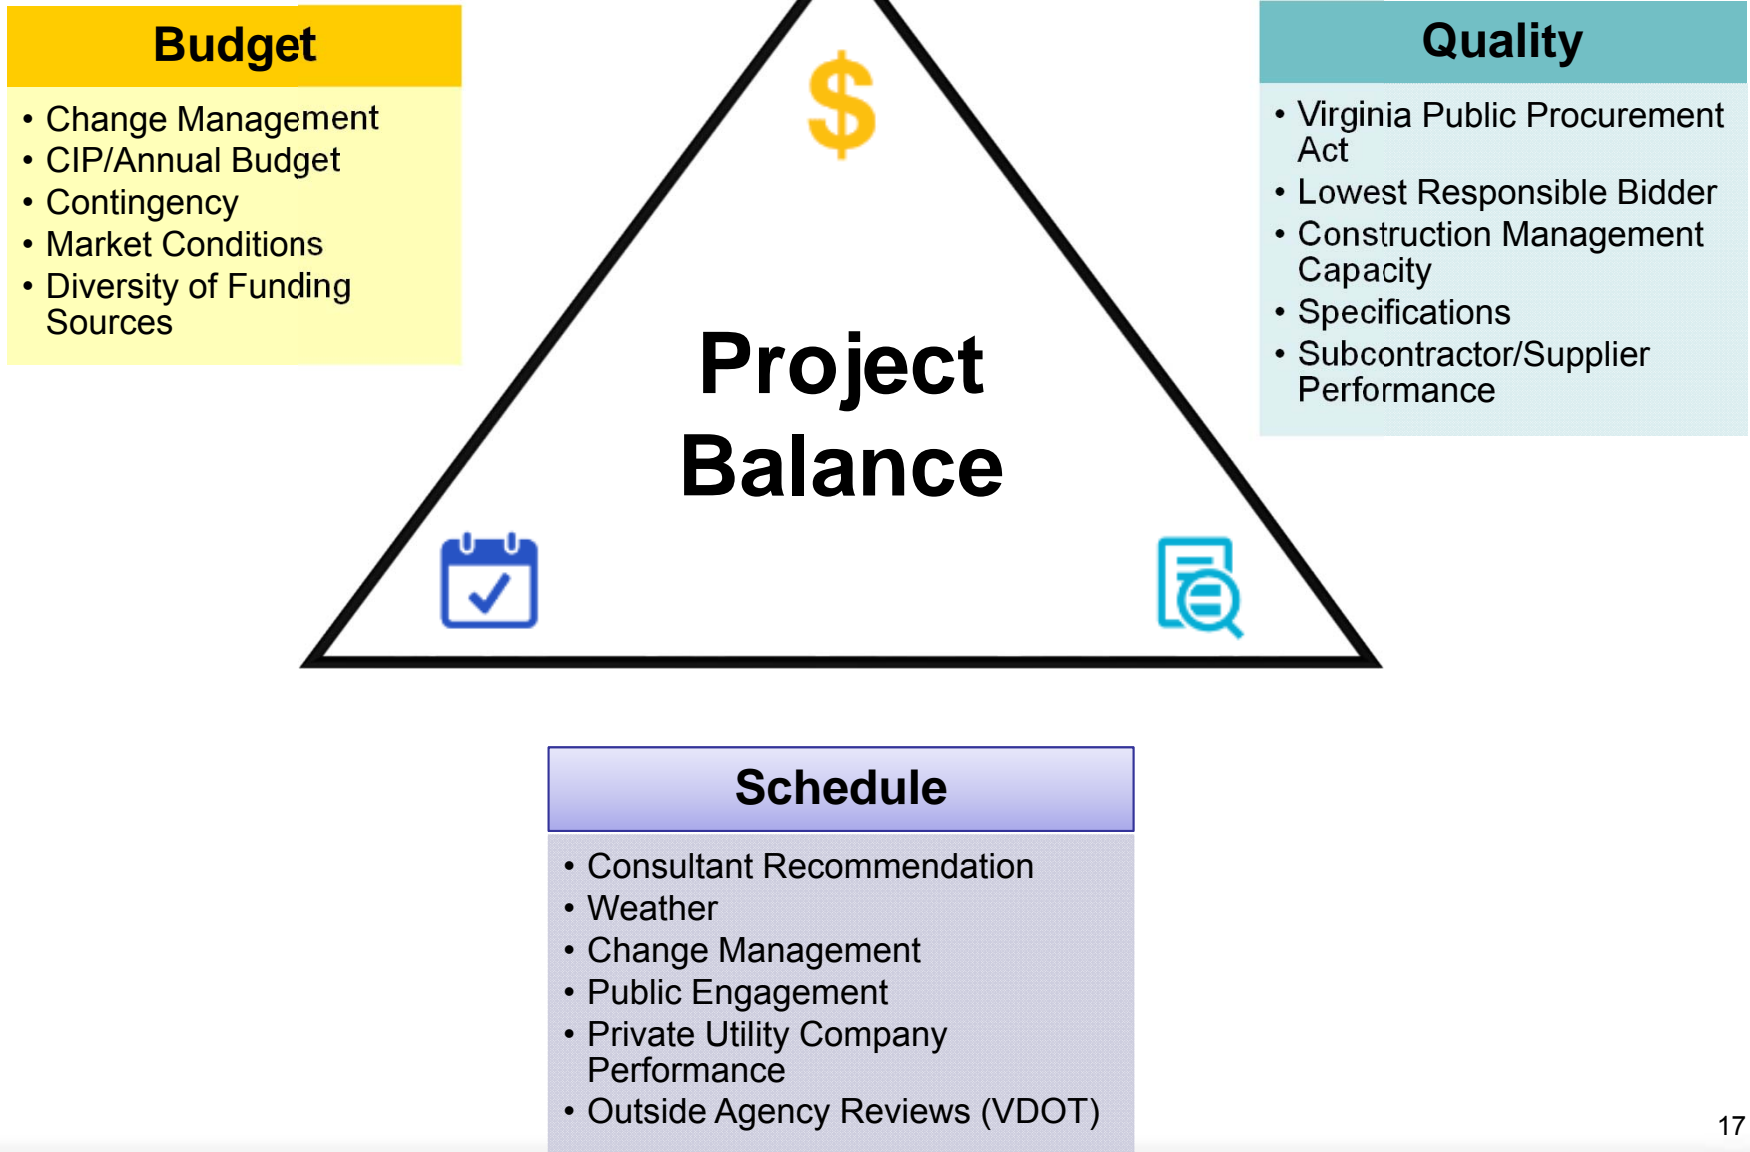 Budget
• Change Management
• CIP/Annual Budget
• Contingency
• Market Conditions
• Diversity of Funding
Sources
$
Project
Balance
Quality
• Virginia Public Procurement
Act
• Lowest Responsible Bidder
• Construction Management
Capacity
• Specifications
• Subcontractor/Supplier
Performance
Schedule
• Consultant Recommendation
• Weather
• Change Management
• Public Engagement
• Private Utility Company
Performance
• Outside Agency Reviews (VDOT)
17